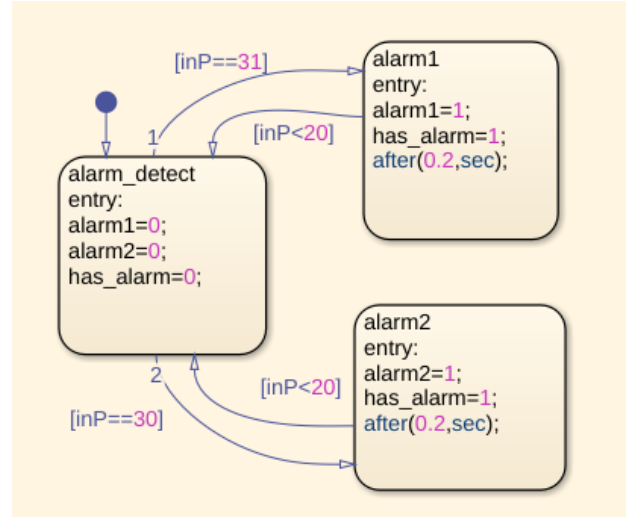 [inP==31]
alarm1
entry:
alarm1=1;
has_alarm=1;
after(0.2,sec);
[inP<20]
1
alarm_detect
entry:
alarm1=0;
alarm2=0;
has_alarm=0;
2
[inP==30]
[inP<20]
alarm2
entry:
alarm2=1;
has_alarm=1;
after(0.2,sec);